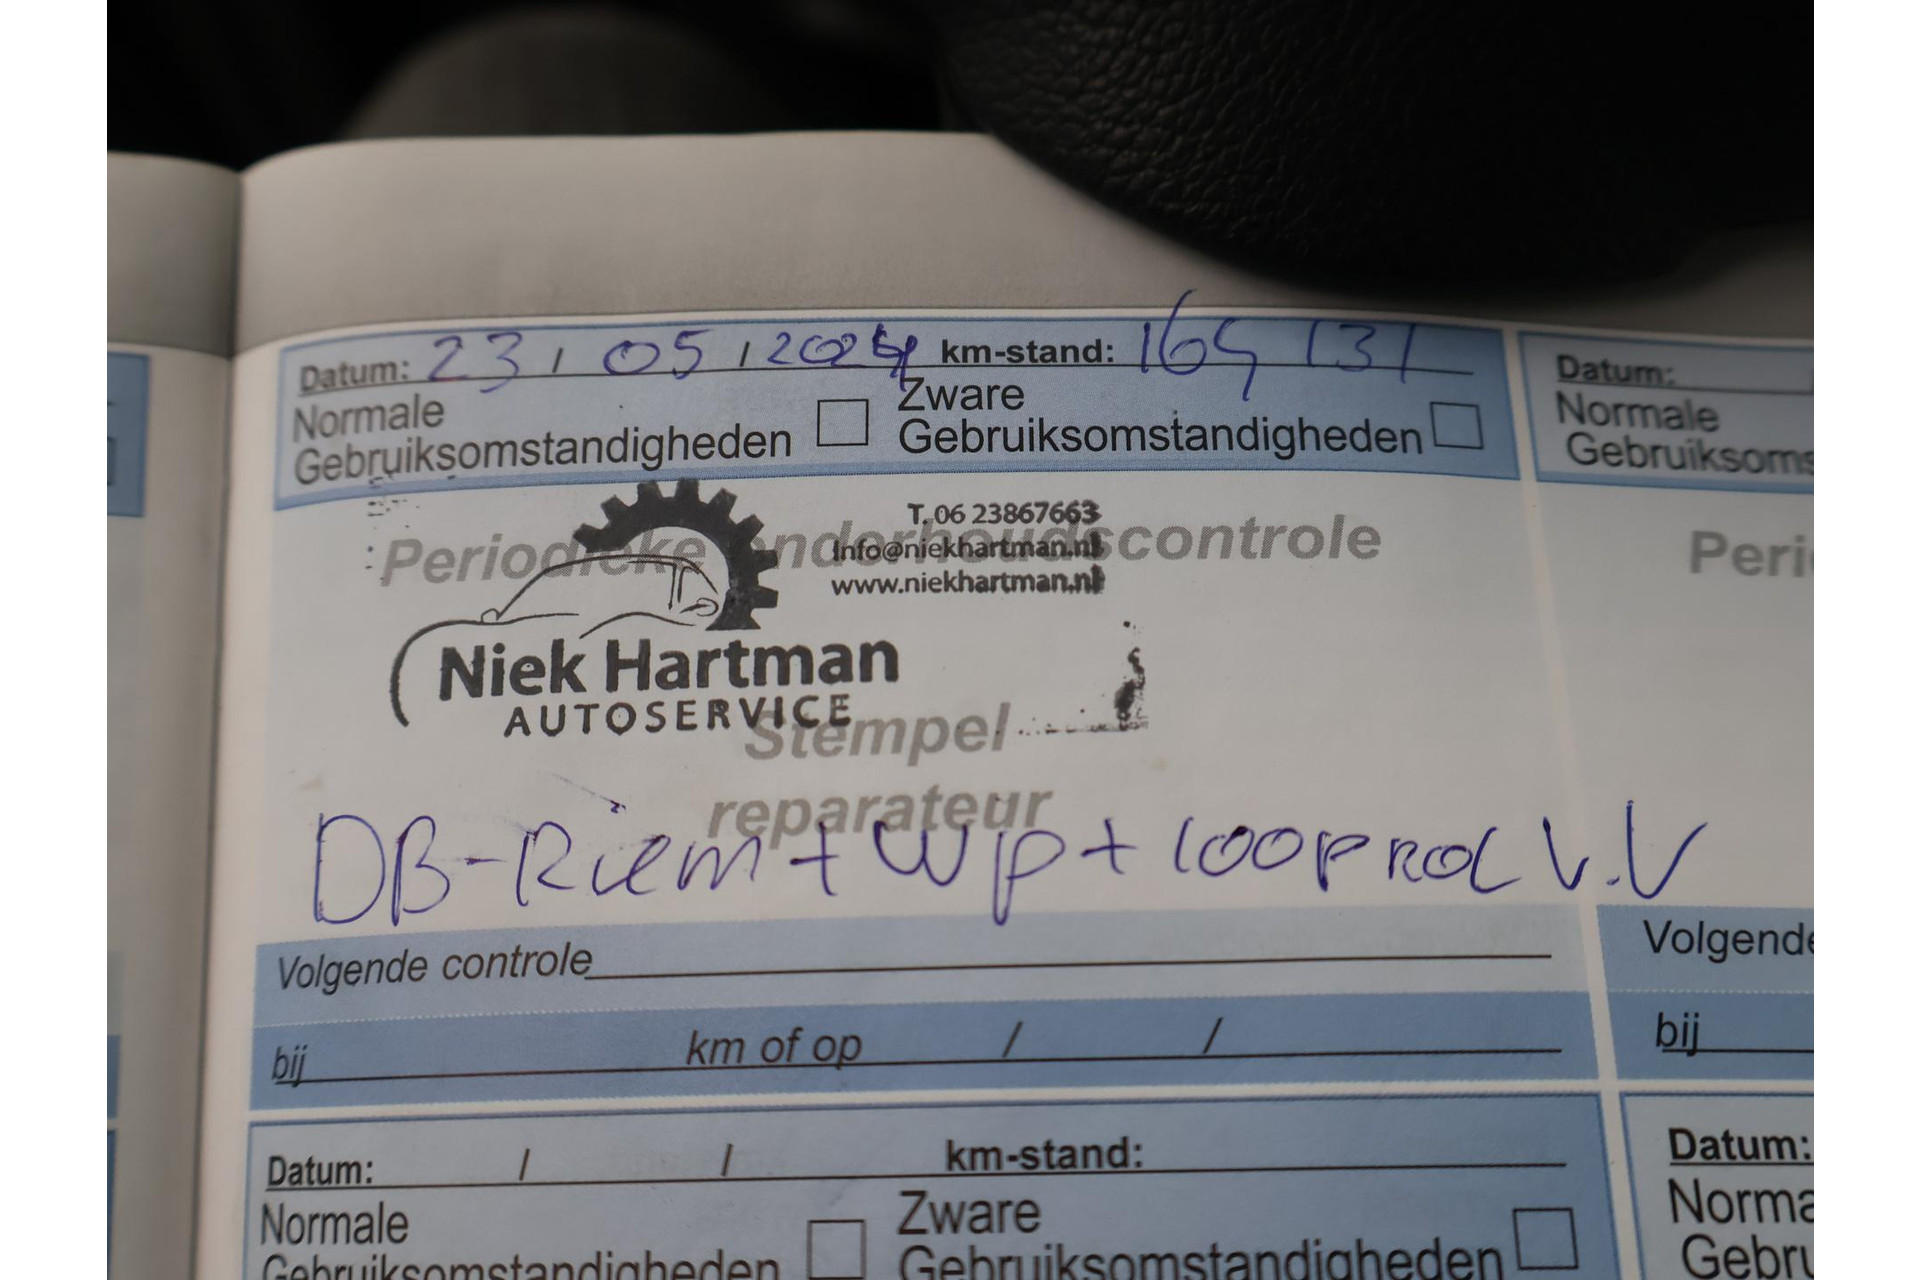 Datum: 23 / 05 / 2024 km-stand: 169 131
Normale Gebruiksomstandigheden
Zware Gebruiksomstandigheden
Periodieke onderhoudscontrole
T. 06 23867663
Info@niekhartman.nl
www.niekhartman.nl
Niek Hartman
AUTOSERVICE
Stempel
reparateur
DB-Riem + WP + LOOPROL V.V
Volgende controle
bij km of op / /
Datum: / / km-stand:
Normale Gebruiksomstandigheden
Zware Gebruiksomstandigheden
Datum:
Normale
Gebruiksoms
Peri
Volgende
bij
Datum:
Norma
Gebru